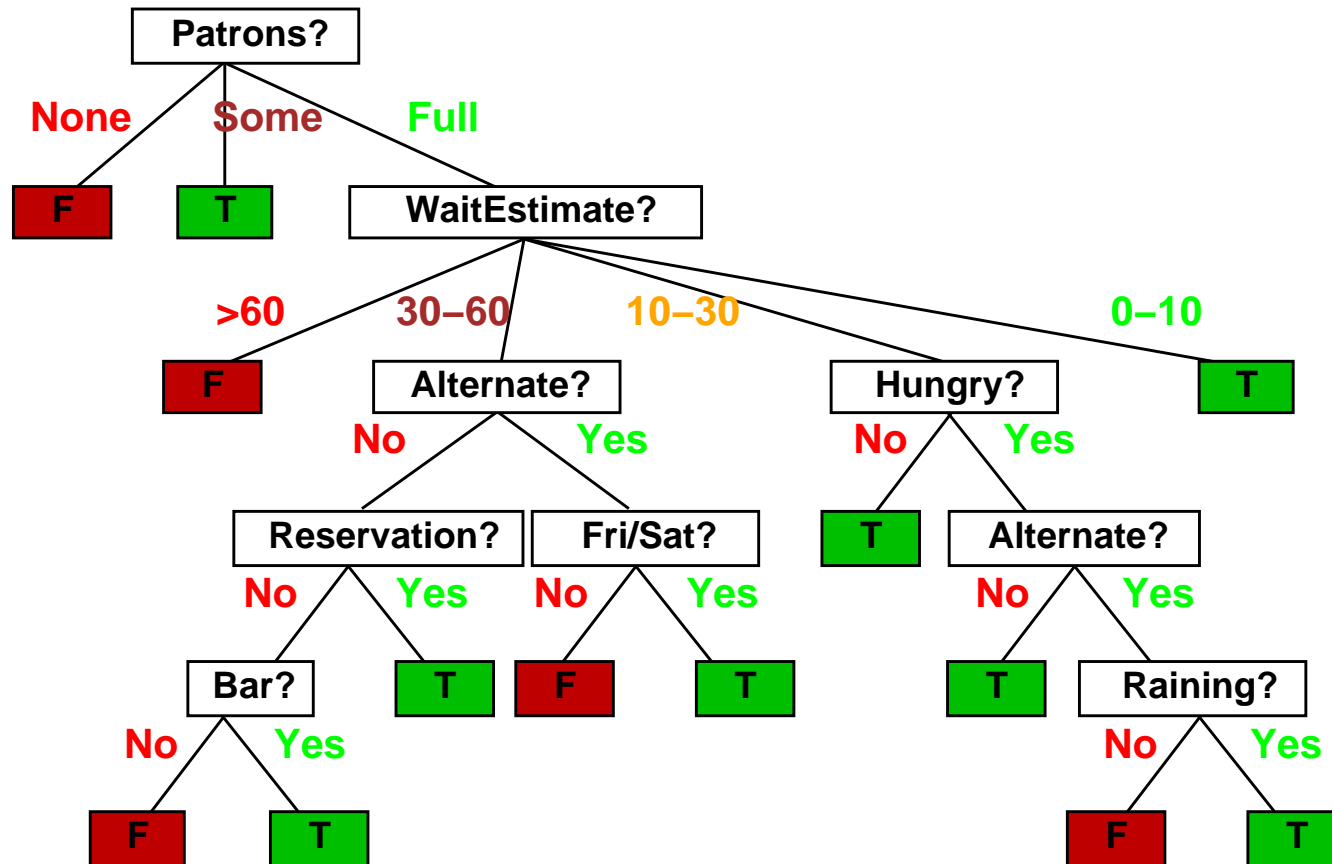 Patrons?
None Some Full
F T WaitEstimate?
>60 30–60 10–30 0–10
F Alternate? Hungry? T
No Yes No Yes
Reservation? Fri/Sat? T Alternate?
No Yes No Yes No Yes
Bar? T F T T Raining?
No Yes No Yes
F T F T